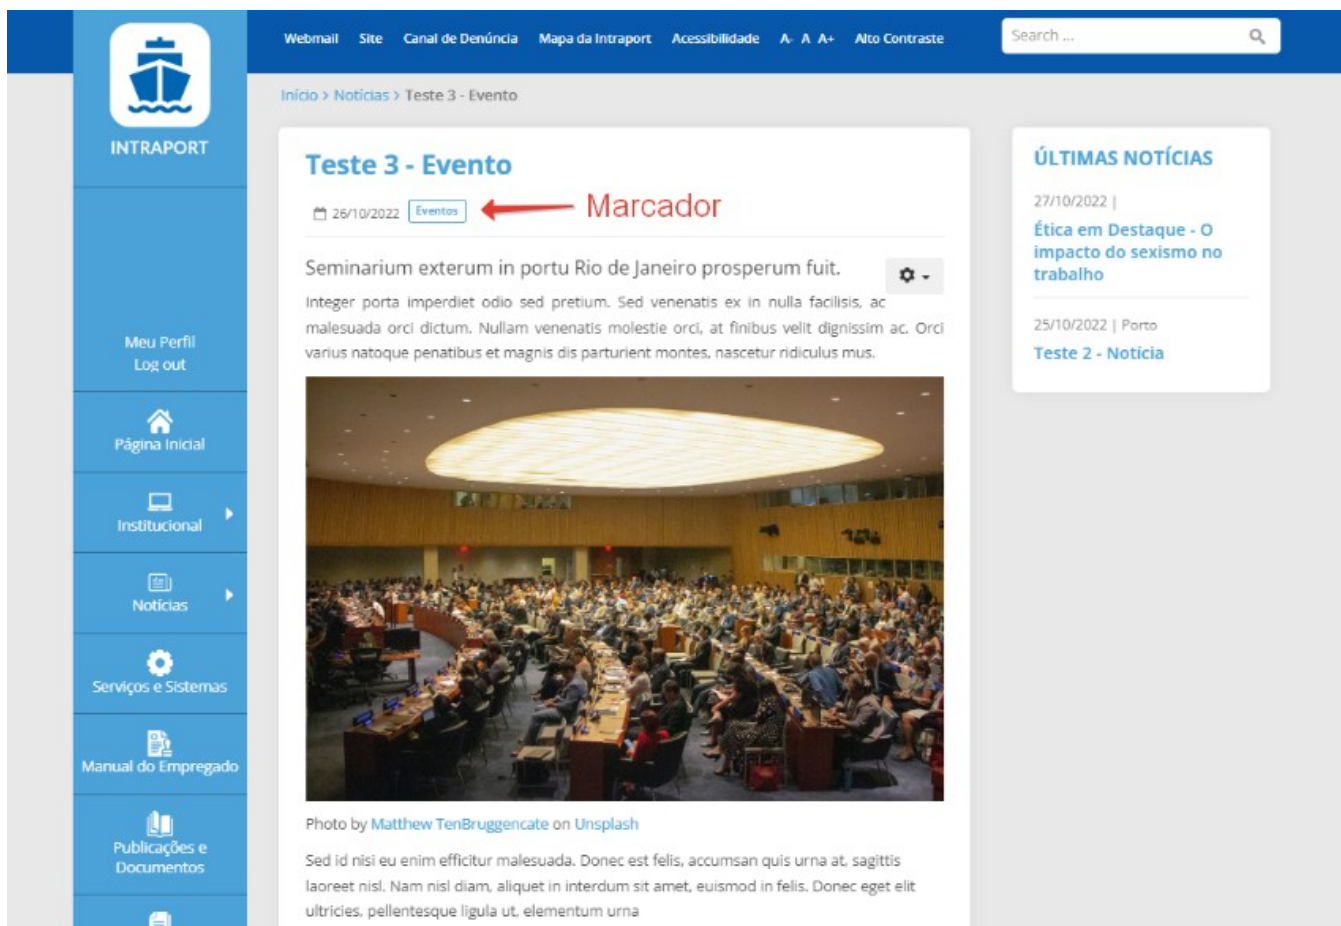 Webmail Site Canal de Denúncia Mapa da Intraport Acessibilidade A- A A+ Alto Contraste
Search ...
INTRAPORT
Meu Perfil
Log out
Página Inicial
Institucional
Notícias
Serviços e Sistemas
Manual do Empregado
Publicações e
Documentos
Início > Notícias > Teste 3 - Evento
Teste 3 - Evento
26/10/2022 Eventos
Marcador
Seminarium exterum in portu Rio de Janeiro prosperum fuit.
Integer porta imperdiet odio sed pretium. Sed venenatis ex in nulla facilisis, ac
malesuada orci dictum. Nullam venenatis molestie orci, at finibus velit dignissim ac. Orci
varius natoque penatibus et magnis dis parturient montes, nascetur ridiculus mus.
Photo by Matthew TenBruggencate on Unsplash
Sed id nisi eu enim efficitur malesuada. Donec est felis, accumsan quis urna at, sagittis
laoreet nisl. Nam nisl diam, aliquet in interdum sit amet, euismod in felis. Donec eget elit
ultricies, pellentesque ligula ut, elementum urna
ÚLTIMAS NOTÍCIAS
27/10/2022 |
Ética em Destaque - O
impacto do sexismo no
trabalho
25/10/2022 | Porto
Teste 2 - Notícia